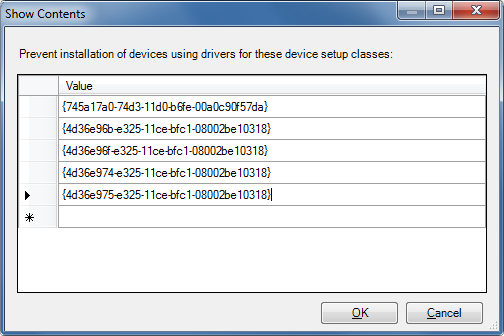 Show Contents
Prevent installation of devices using drivers for these device setup classes:
Value
{745a17a0-74d3-11d0-b6fe-00a0c90f57da}
{4d36e96b-e325-11ce-bfc1-08002be10318}
{4d36e96f-e325-11ce-bfc1-08002be10318}
{4d36e974-e325-11ce-bfc1-08002be10318}
{4d36e975-e325-11ce-bfc1-08002be10318}
OK Cancel